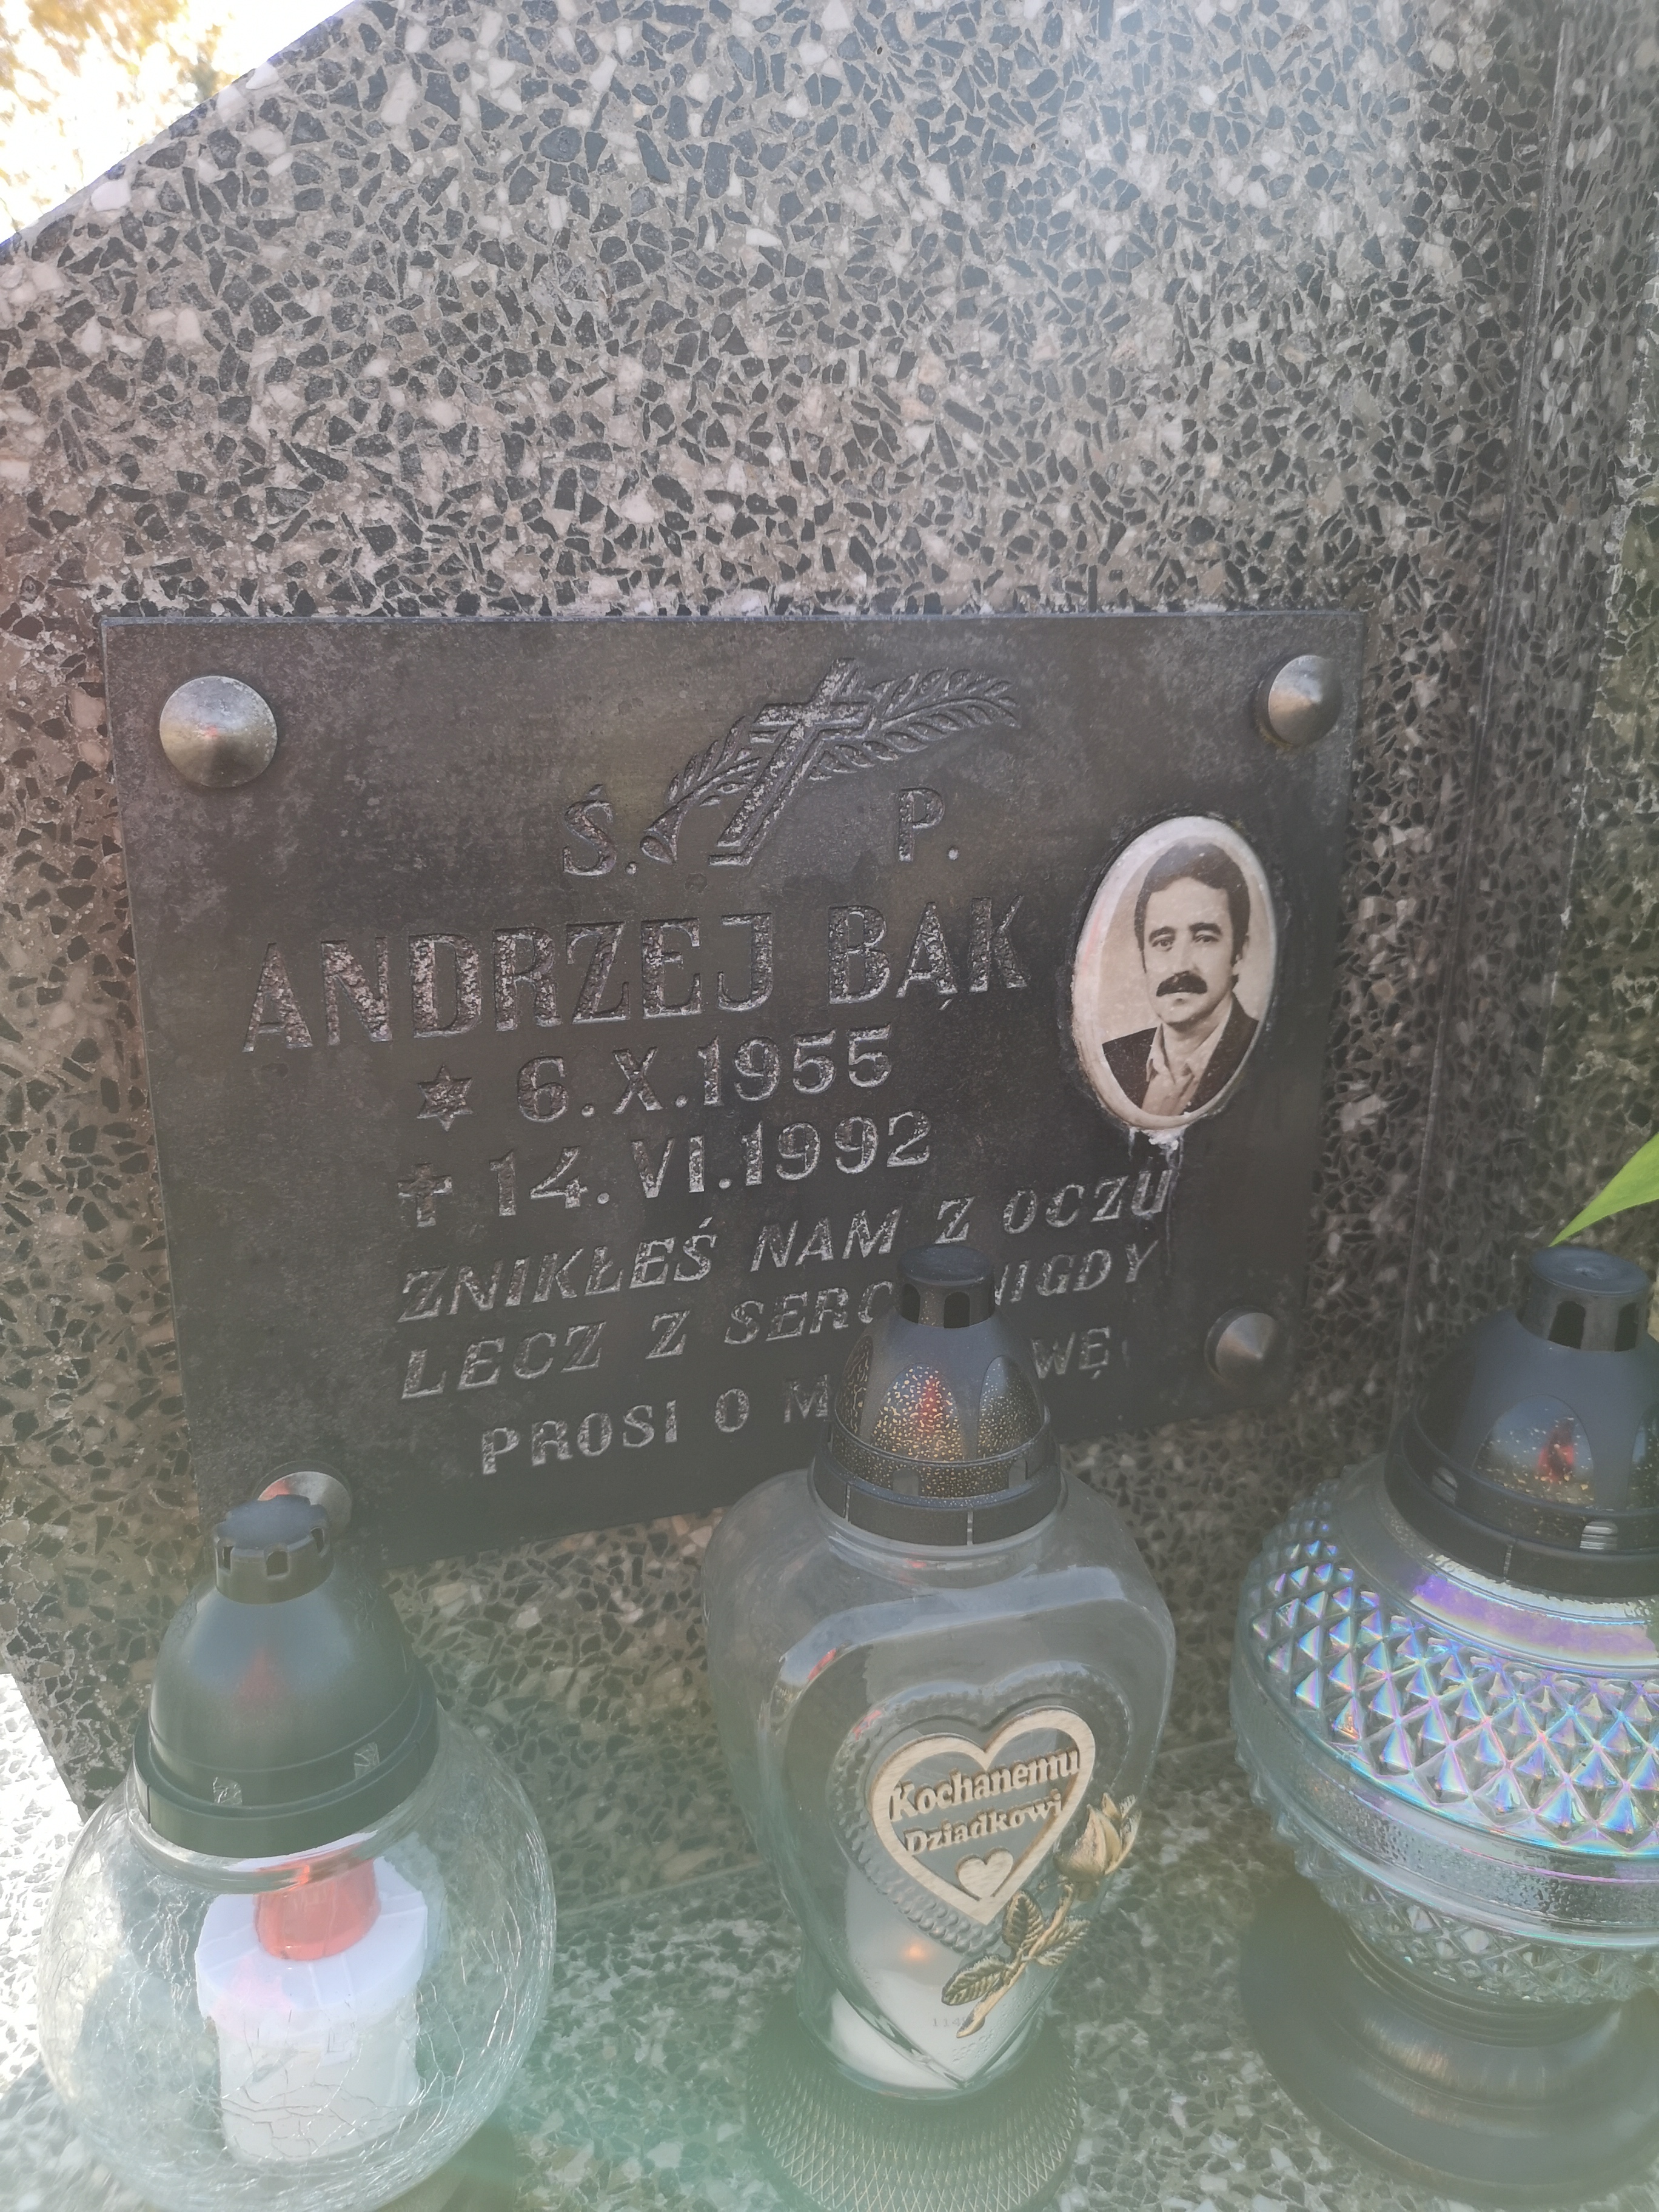 Ś. P.
ANDRZEJ BĄK
6.X.1955
14.VI.1992
ZNIKŁEŚ NAM Z OCZU
LECZ Z SERC NIGDY
PROSI O
Kochanemu
Dziadkowi